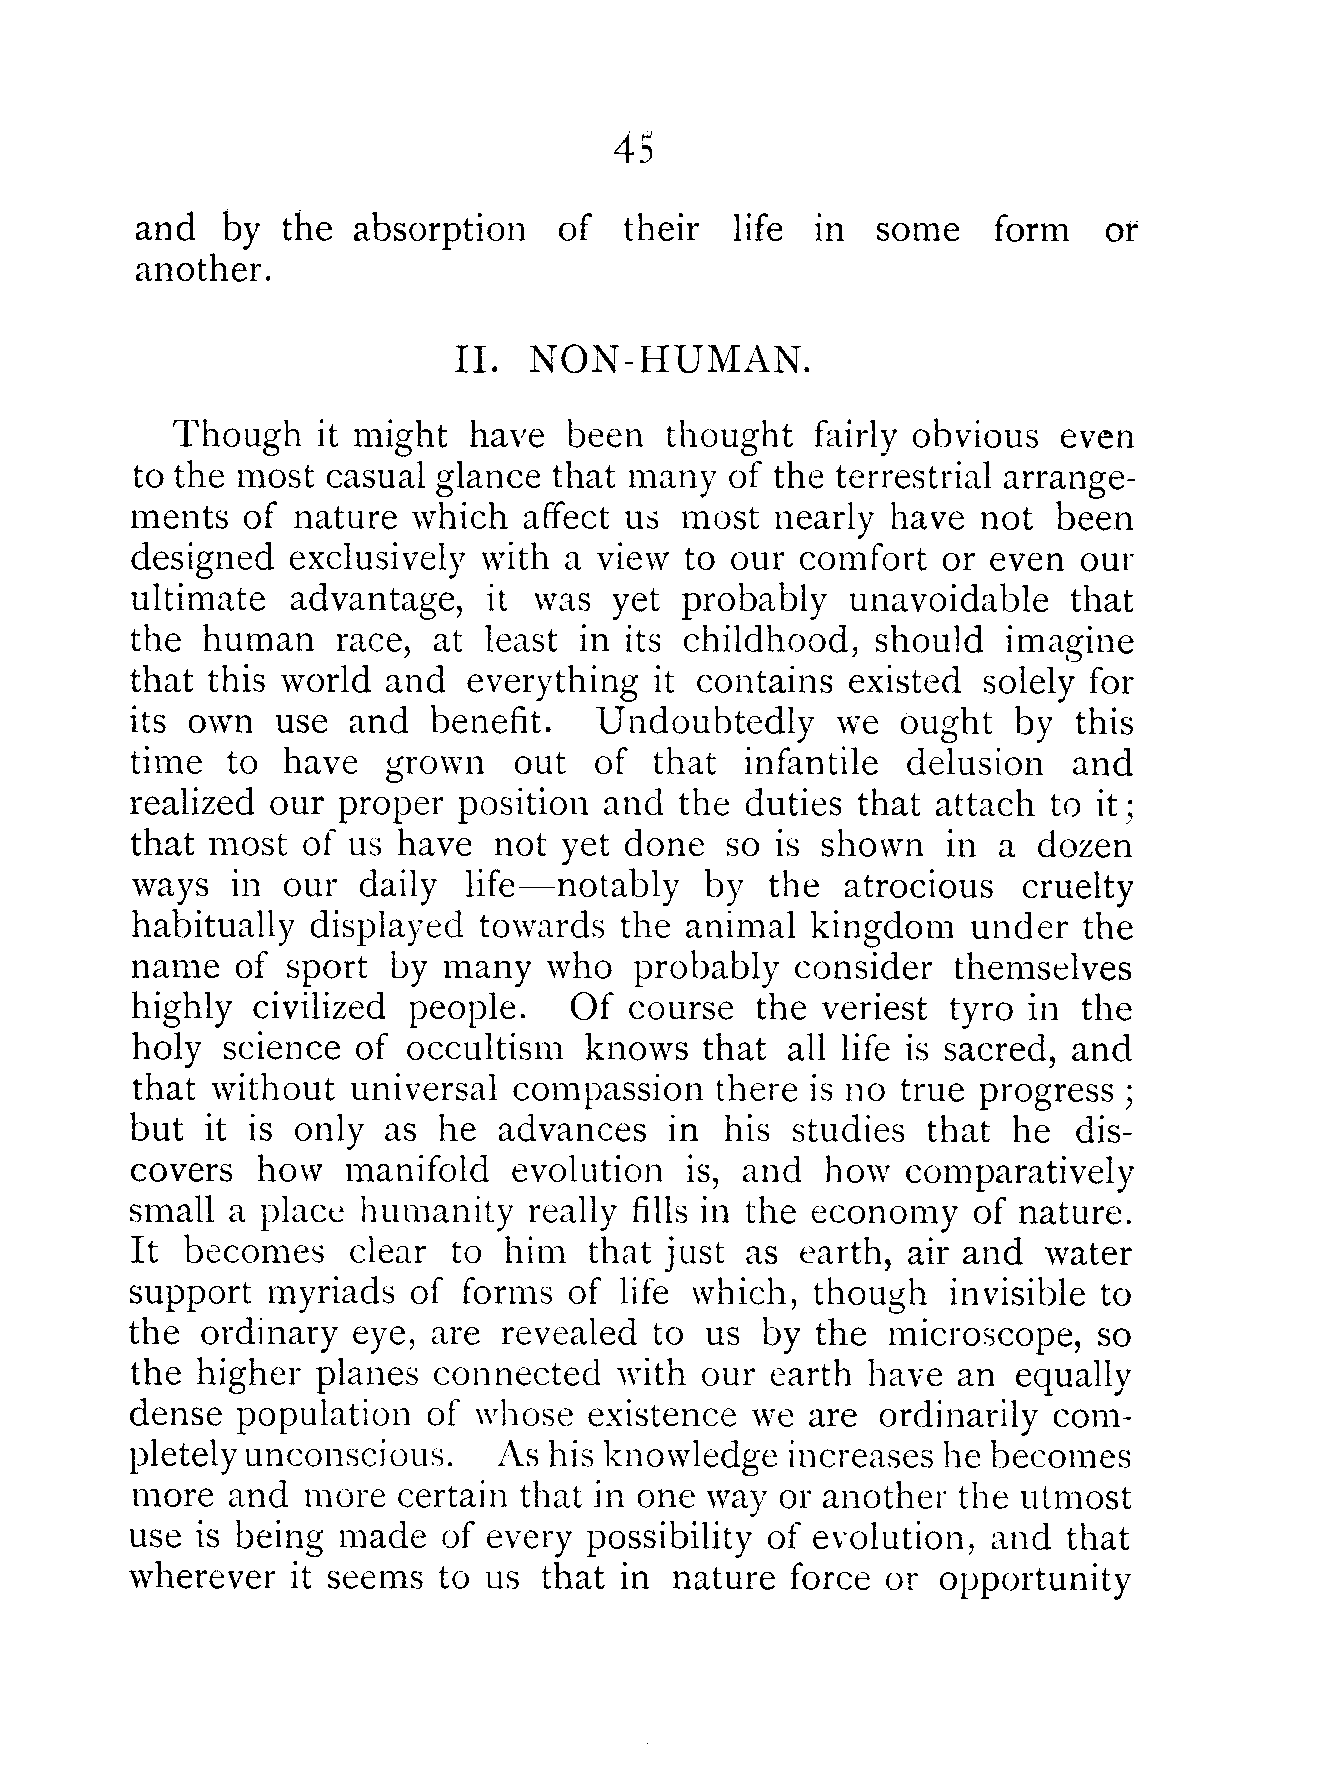 45
and by the absorption of their life in some form or
another.
II. NON-HUMAN.
Though it might have been thought fairly obvious even
to the most casual glance that many of the terrestrial arrange-
ments of nature which affect us most nearly have not been
designed exclusively with a view to our comfort or even our
ultimate advantage, it was yet probably unavoidable that
the human race, at least in its childhood, should imagine
that this world and everything it contains existed solely for
its own use and benefit. Undoubtedly we ought by this
time to have grown out of that infantile delusion and
realized our proper position and the duties that attach to it;
that most of us have not yet done so is shown in a dozen
ways in our daily life—notably by the atrocious cruelty
habitually displayed towards the animal kingdom under the
name of sport by many who probably consider themselves
highly civilized people. Of course the veriest tyro in the
holy science of occultism knows that all life is sacred, and
that without universal compassion there is no true progress ;
but it is only as he advances in his studies that he dis-
covers how manifold evolution is, and how comparatively
small a place humanity really fills in the economy of nature.
It becomes clear to him that just as earth, air and water
support myriads of forms of life which, though invisible to
the ordinary eye, are revealed to us by the microscope, so
the higher planes connected with our earth have an equally
dense population of whose existence we are ordinarily com-
pletely unconscious. As his knowledge increases he becomes
more and more certain that in one way or another the utmost
use is being made of every possibility of evolution, and that
wherever it seems to us that in nature force or opportunity